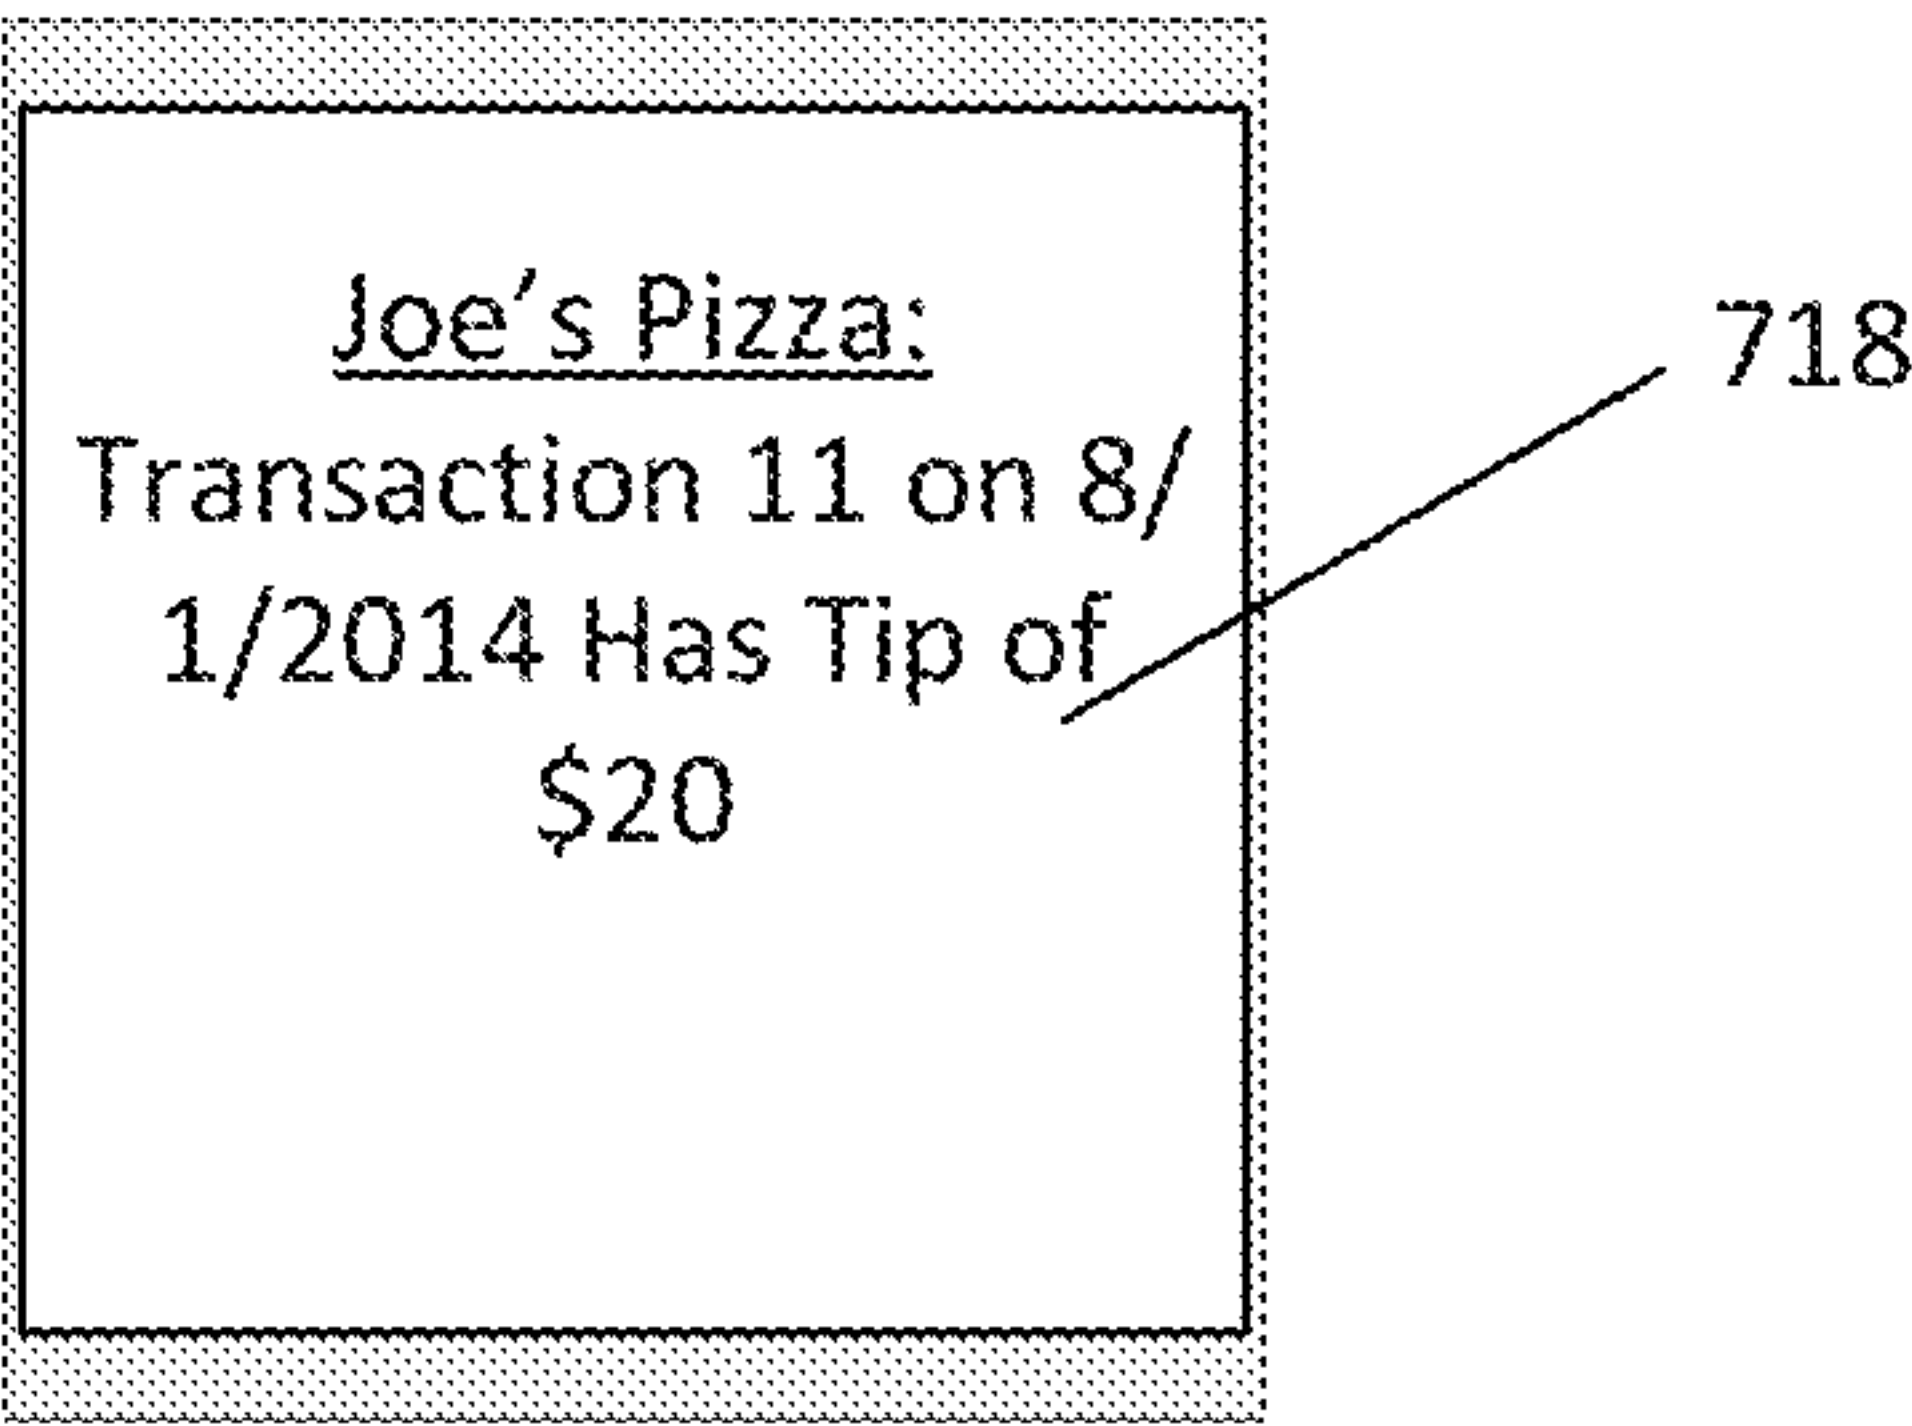 Joe's Pizza:
718
Transaction 11 on 8/
1/2014 Has Tip of
$20